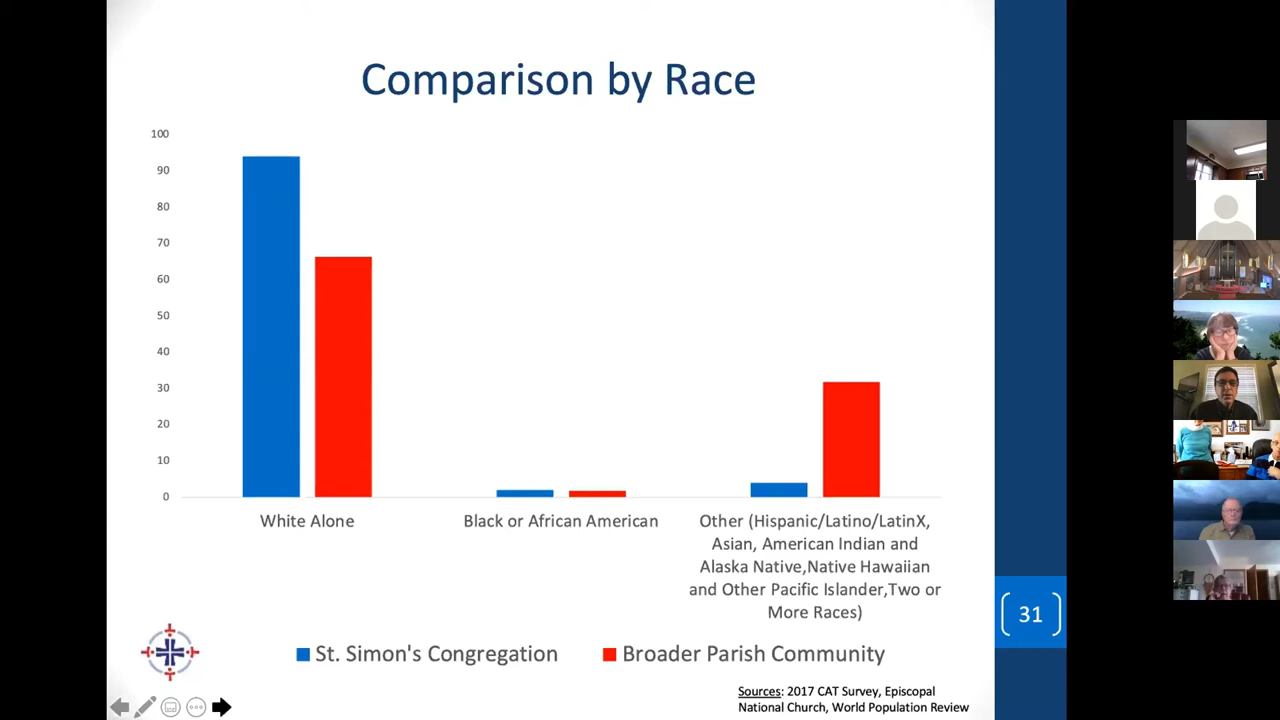 Comparison by Race
100
90
80
70
60
50
40
30
20
10
0
White Alone
Black or African American
Other (Hispanic/Latino/LatinX,
Asian, American Indian and
Alaska Native,Native Hawaiian
and Other Pacific Islander,Two or
More Races)
31
St. Simon's Congregation
Broader Parish Community
Sources: 2017 CAT Survey, Episcopal
National Church, World Population Review